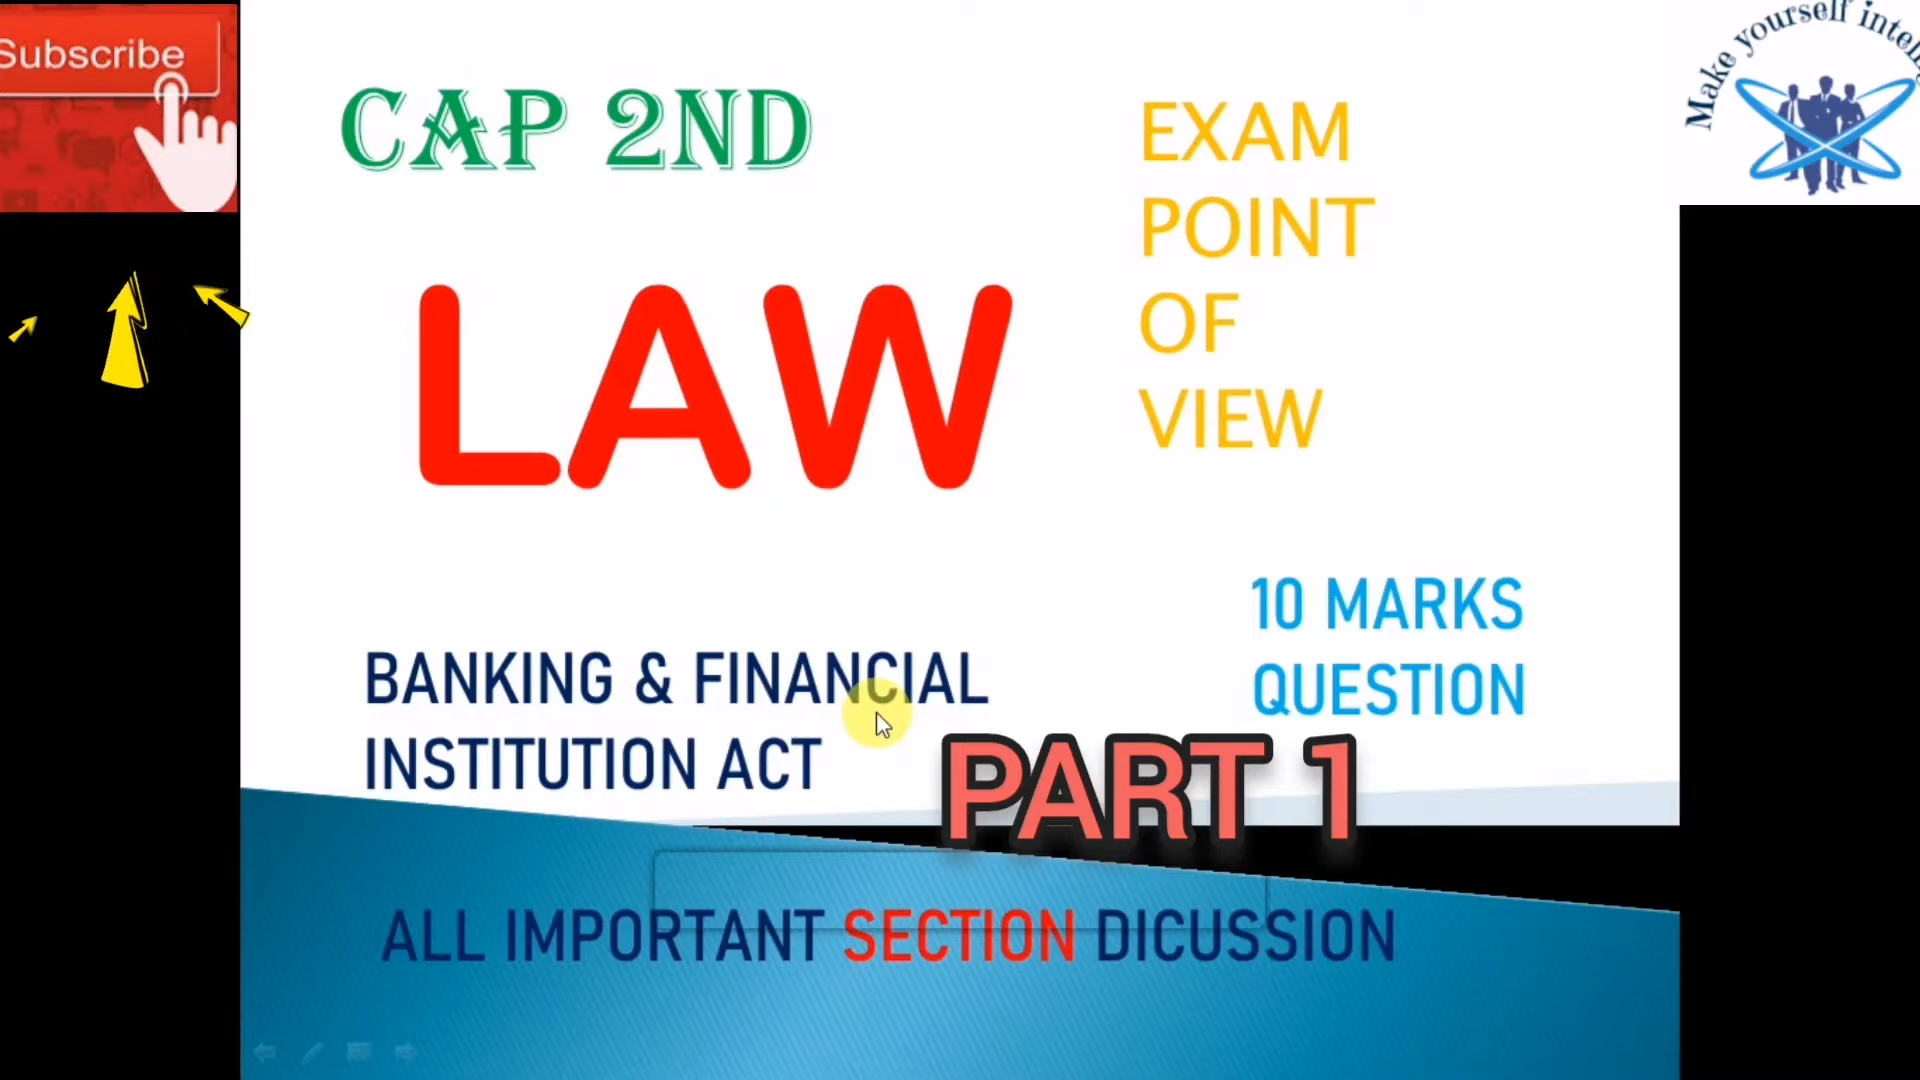 Subscribe
Make yourself
CAP 2ND
EXAM
POINT
OF
VIEW
LAW
10 MARKS
QUESTION
BANKING & FINANCIAL
INSTITUTION ACT
PART 1
ALL IMPORTANT SECTION DICUSSION